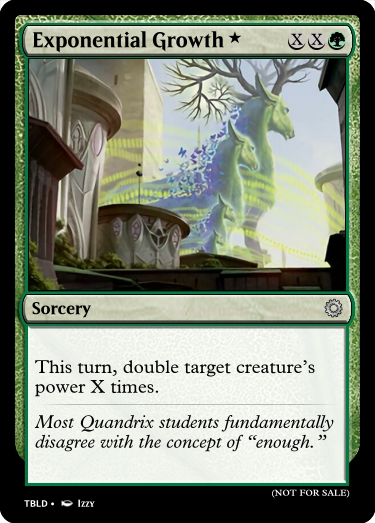 Exponential Growth ★ XXG
Sorcery
This turn, double target creature's
power X times.
Most Quandrix students fundamentally
disagree with the concept of “enough.”
(NOT FOR SALE)
TBLD • Izzy